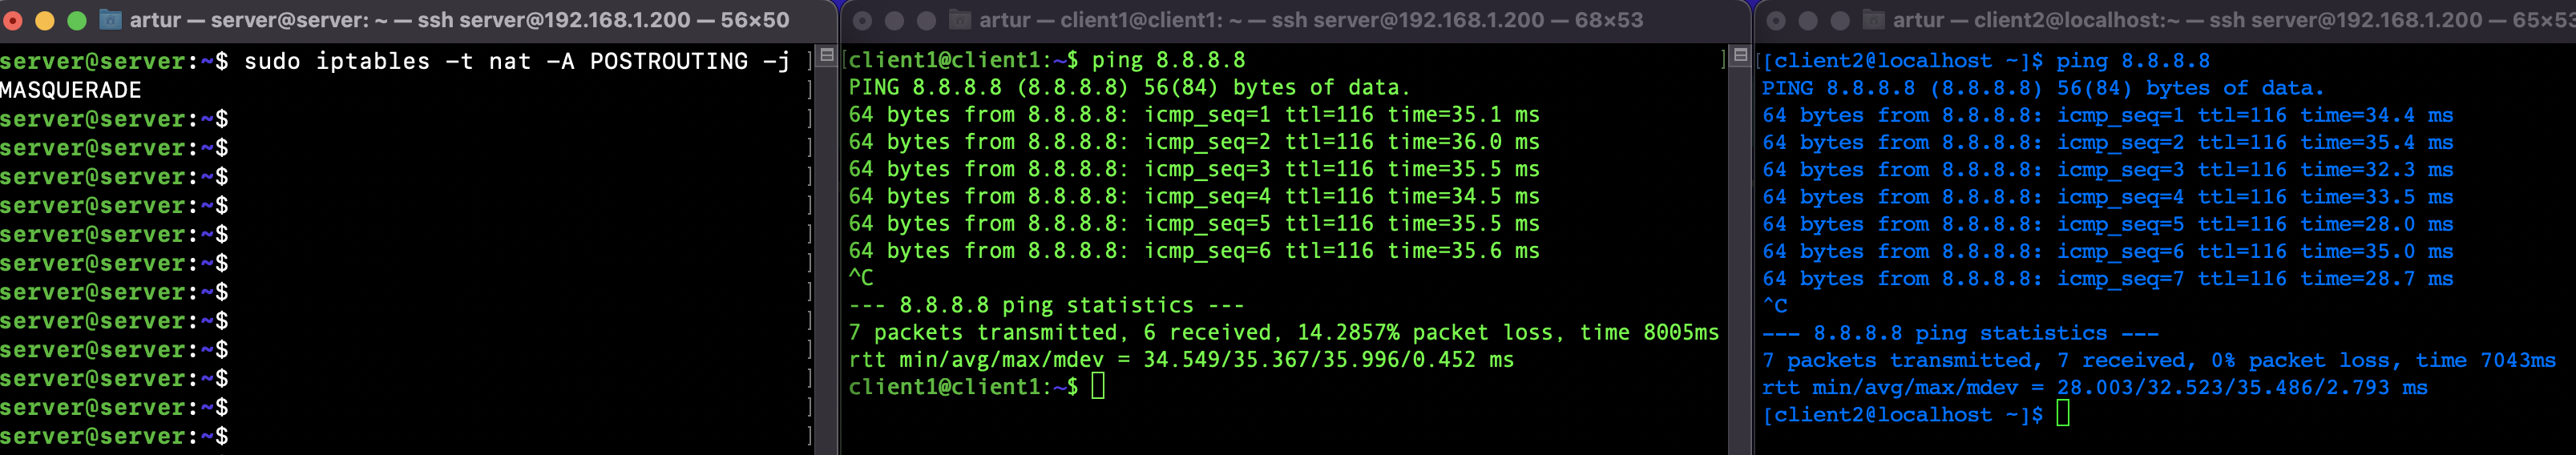 artur — server@server: ~ — ssh server@192.168.1.200 — 56×50
server@server:~$ sudo iptables -t nat -A POSTROUTING -j ]
MASQUERADE ]
server@server:~$ ]
server@server:~$ ]
server@server:~$ ]
server@server:~$ ]
server@server:~$ ]
server@server:~$ ]
server@server:~$ ]
server@server:~$ ]
server@server:~$ ]
server@server:~$ ]
server@server:~$ ]
server@server:~$ ]
artur — client1@client1: ~ — ssh server@192.168.1.200 — 68×53
[client1@client1:~$ ping 8.8.8.8 ]
PING 8.8.8.8 (8.8.8.8) 56(84) bytes of data.
64 bytes from 8.8.8.8: icmp_seq=1 ttl=116 time=35.1 ms
64 bytes from 8.8.8.8: icmp_seq=2 ttl=116 time=36.0 ms
64 bytes from 8.8.8.8: icmp_seq=3 ttl=116 time=35.5 ms
64 bytes from 8.8.8.8: icmp_seq=4 ttl=116 time=34.5 ms
64 bytes from 8.8.8.8: icmp_seq=5 ttl=116 time=35.5 ms
64 bytes from 8.8.8.8: icmp_seq=6 ttl=116 time=35.6 ms
^C
--- 8.8.8.8 ping statistics ---
7 packets transmitted, 6 received, 14.2857% packet loss, time 8005ms
rtt min/avg/max/mdev = 34.549/35.367/35.996/0.452 ms
client1@client1:~$
artur — client2@localhost:~ — ssh server@192.168.1.200 — 65×53
[[client2@localhost ~]$ ping 8.8.8.8
PING 8.8.8.8 (8.8.8.8) 56(84) bytes of data.
64 bytes from 8.8.8.8: icmp_seq=1 ttl=116 time=34.4 ms
64 bytes from 8.8.8.8: icmp_seq=2 ttl=116 time=35.4 ms
64 bytes from 8.8.8.8: icmp_seq=3 ttl=116 time=32.3 ms
64 bytes from 8.8.8.8: icmp_seq=4 ttl=116 time=33.5 ms
64 bytes from 8.8.8.8: icmp_seq=5 ttl=116 time=28.0 ms
64 bytes from 8.8.8.8: icmp_seq=6 ttl=116 time=35.0 ms
64 bytes from 8.8.8.8: icmp_seq=7 ttl=116 time=28.7 ms
^C
--- 8.8.8.8 ping statistics ---
7 packets transmitted, 7 received, 0% packet loss, time 7043ms
rtt min/avg/max/mdev = 28.003/32.523/35.486/2.793 ms
[client2@localhost ~]$